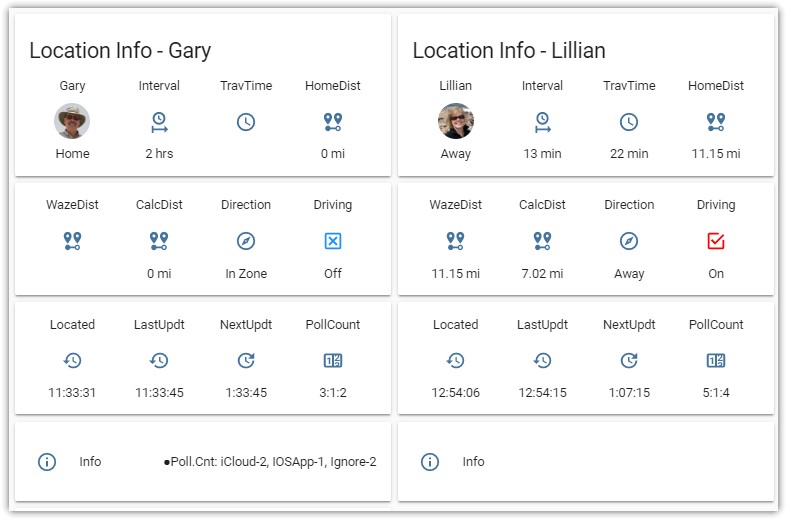 Location Info - Gary
Gary Interval TravTime HomeDist
Home 2 hrs 0 mi
WazeDist CalcDist Direction Driving
0 mi In Zone Off
Located LastUpdt NextUpdt PollCount
11:33:31 11:33:45 1:33:45 3:1:2
Info ●Poll.Cnt: iCloud-2, IOSApp-1, Ignore-2
Location Info - Lillian
Lillian Interval TravTime HomeDist
Away 13 min 22 min 11.15 mi
WazeDist CalcDist Direction Driving
11.15 mi 7.02 mi Away On
Located LastUpdt NextUpdt PollCount
12:54:06 12:54:15 1:07:15 5:1:4
Info